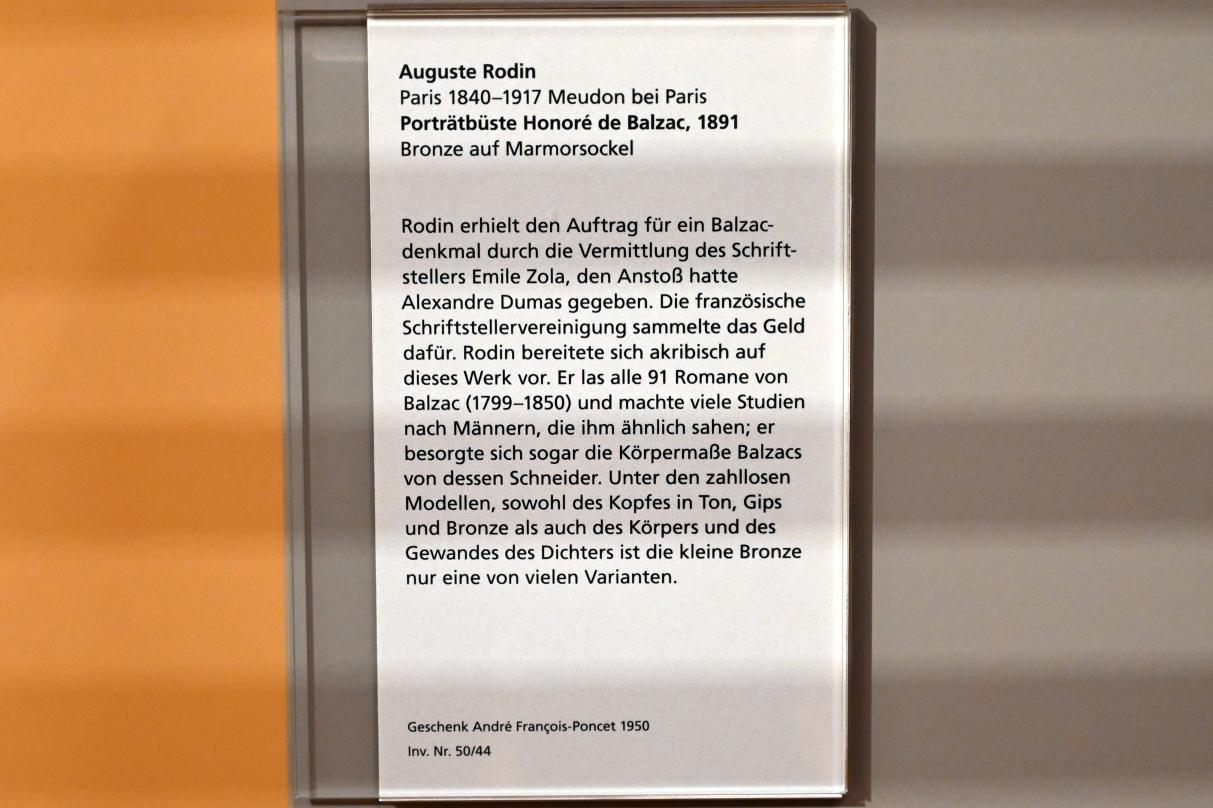 Auguste Rodin
Paris 1840–1917 Meudon bei Paris
Porträtbüste Honoré de Balzac, 1891
Bronze auf Marmorsockel
Rodin erhielt den Auftrag für ein Balzac-
denkmal durch die Vermittlung des Schrift-
stellers Emile Zola, den Anstoß hatte
Alexandre Dumas gegeben. Die französische
Schriftstellervereinigung sammelte das Geld
dafür. Rodin bereitete sich akribisch auf
dieses Werk vor. Er las alle 91 Romane von
Balzac (1799–1850) und machte viele Studien
nach Männern, die ihm ähnlich sahen; er
besorgte sich sogar die Körpermaße Balzacs
von dessen Schneider. Unter den zahllosen
Modellen, sowohl des Kopfes in Ton, Gips
und Bronze als auch des Körpers und des
Gewandes des Dichters ist die kleine Bronze
nur eine von vielen Varianten.
Geschenk André François-Poncet 1950
Inv. Nr. 50/44